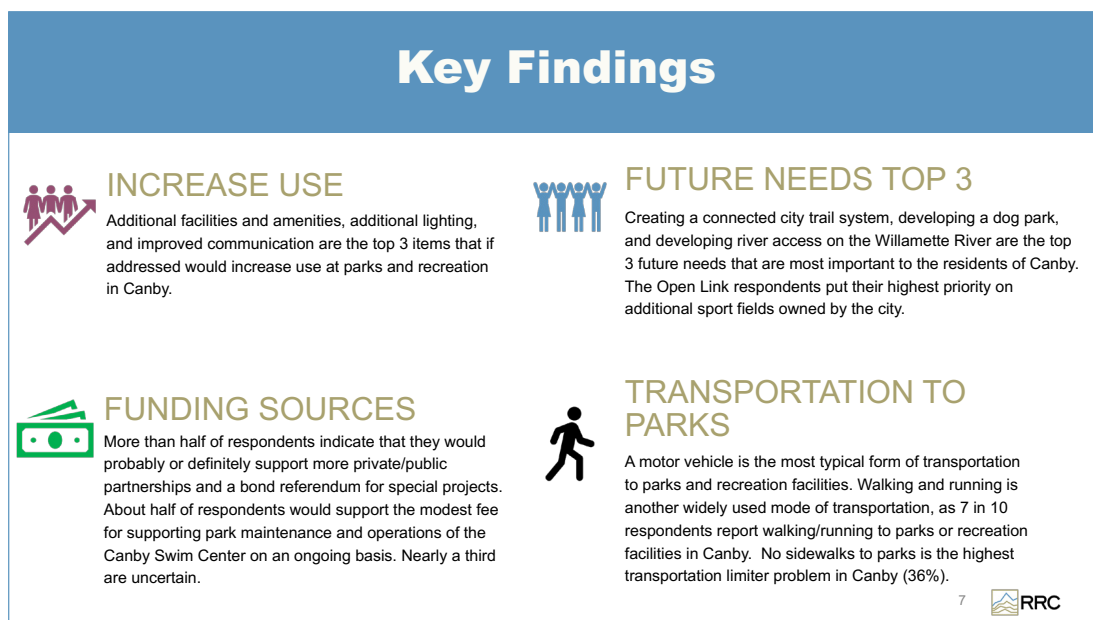 Key Findings
INCREASE USE
Additional facilities and amenities, additional lighting,
and improved communication are the top 3 items that if
addressed would increase use at parks and recreation
in Canby.
FUTURE NEEDS TOP 3
Creating a connected city trail system, developing a dog park,
and developing river access on the Willamette River are the top
3 future needs that are most important to the residents of Canby.
The Open Link respondents put their highest priority on
additional sport fields owned by the city.
FUNDING SOURCES
More than half of respondents indicate that they would
probably or definitely support more private/public
partnerships and a bond referendum for special projects.
About half of respondents would support the modest fee
for supporting park maintenance and operations of the
Canby Swim Center on an ongoing basis. Nearly a third
are uncertain.
TRANSPORTATION TO
PARKS
A motor vehicle is the most typical form of transportation
to parks and recreation facilities. Walking and running is
another widely used mode of transportation, as 7 in 10
respondents report walking/running to parks or recreation
facilities in Canby.  No sidewalks to parks is the highest
transportation limiter problem in Canby (36%).
7
RRC